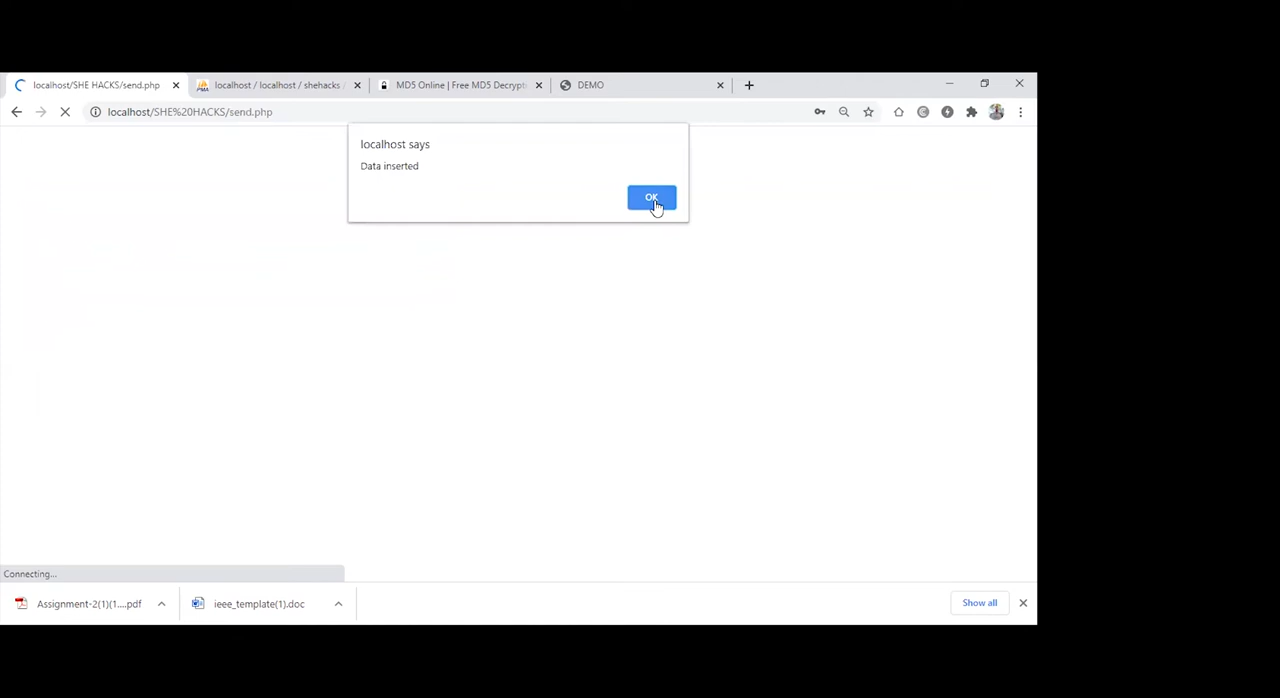 localhost/SHE HACKS/send.php
localhost / localhost / shehacks /
MD5 Online | Free MD5 Decrypt
DEMO
localhost/SHE%20HACKS/send.php
localhost says
Data inserted
OK
Connecting...
Assignment-2(1)(1....pdf
ieee_template(1).doc
Show all